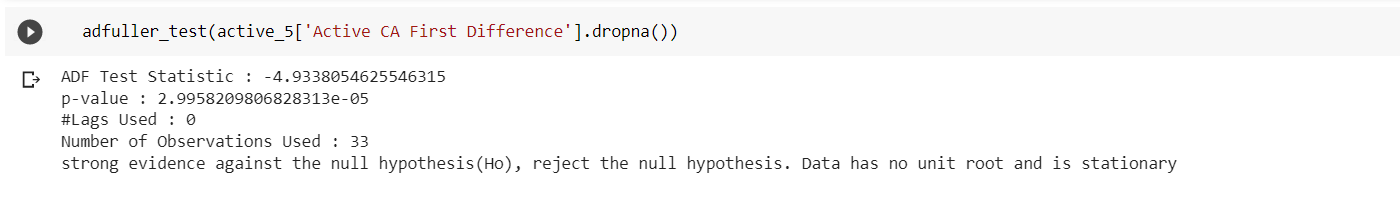 adfuller_test(active_5['Active CA First Difference'].dropna())
ADF Test Statistic : -4.9338054625546315
p-value : 2.9958209806828313e-05
#Lags Used : 0
Number of Observations Used : 33
strong evidence against the null hypothesis(Ho), reject the null hypothesis. Data has no unit root and is stationary